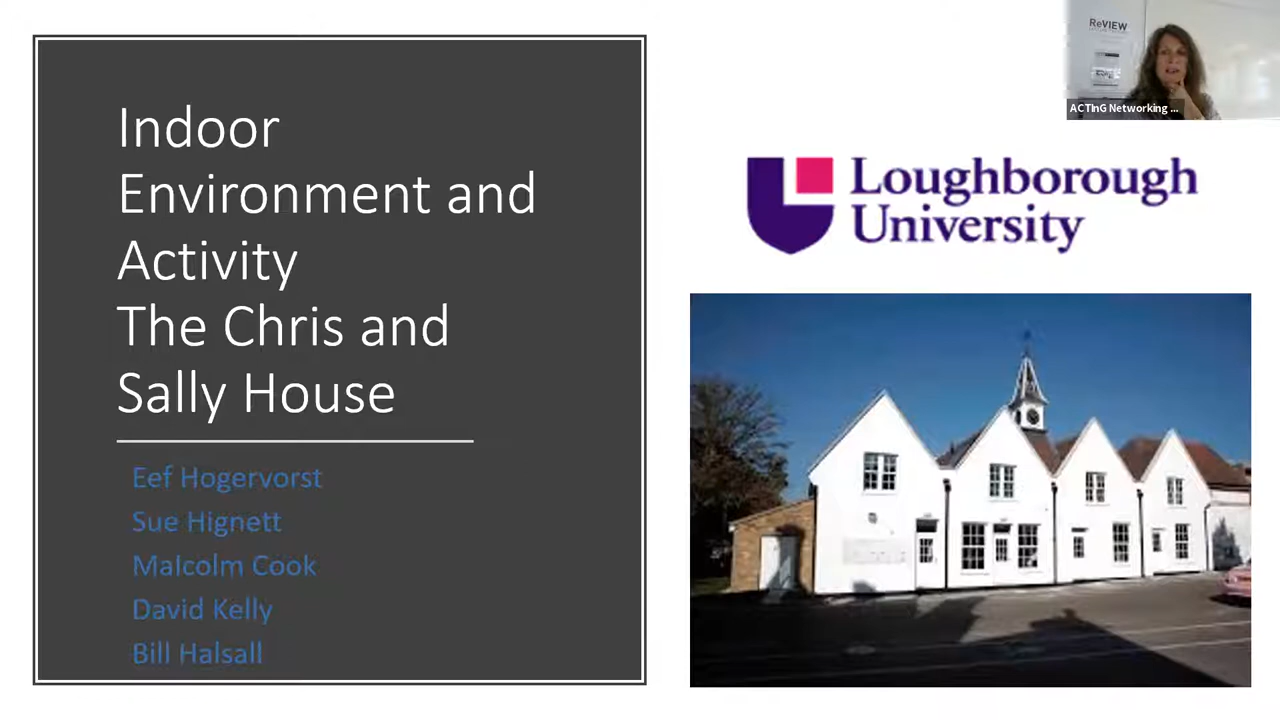 Indoor
Environment and
Activity
The Chris and
Sally House
Eef Hogervorst
Sue Hignett
Malcolm Cook
David Kelly
Bill Halsall
ReVIEW
ACTInG Networking ...
Loughborough
University